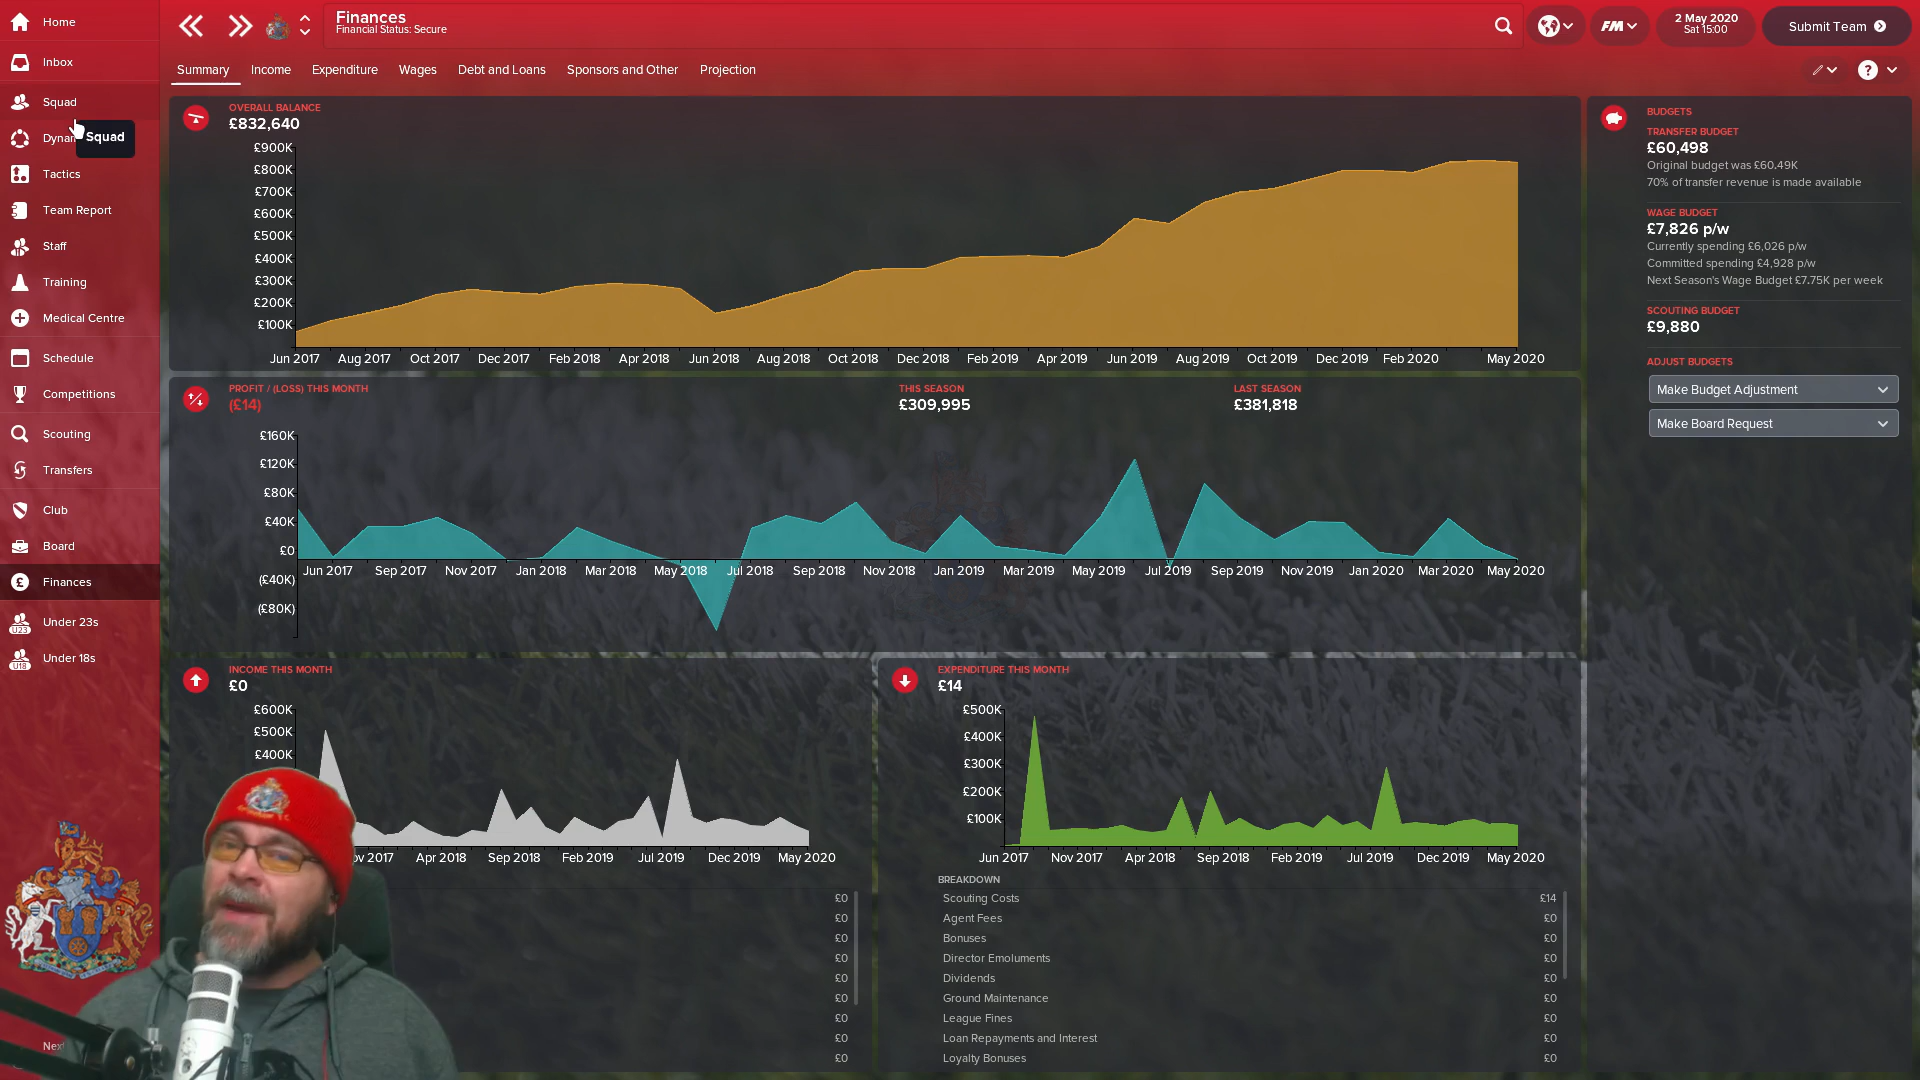 Home
Inbox
Squad
Dynan
Squad
Tactics
Team Report
Staff
Training
Medical Centre
Schedule
Competitions
Scouting
Transfers
Club
Board
Finances
Under 23s
Under 18s
U23
U18
Finances
Financial Status: Secure
FM
2 May 2020
Sat 15:00
Submit Team
Summary
Income
Expenditure
Wages
Debt and Loans
Sponsors and Other
Projection
OVERALL BALANCE
£832,640
£900K
£800K
£700K
£600K
£500K
£400K
£300K
£200K
£100K
Jun 2017 Aug 2017 Oct 2017 Dec 2017 Feb 2018 Apr 2018 Jun 2018 Aug 2018 Oct 2018 Dec 2018 Feb 2019 Apr 2019 Jun 2019 Aug 2019 Oct 2019 Dec 2019 Feb 2020 May 2020
PROFIT / (LOSS) THIS MONTH
(£14)
THIS SEASON
£309,995
LAST SEASON
£381,818
£160K
£120K
£80K
£40K
£0
(£40K)
(£80K)
Jun 2017 Sep 2017 Nov 2017 Jan 2018 Mar 2018 May 2018 Jul 2018 Sep 2018 Nov 2018 Jan 2019 Mar 2019 May 2019 Jul 2019 Sep 2019 Nov 2019 Jan 2020 Mar 2020 May 2020
INCOME THIS MONTH
£0
£600K
£500K
£400K
ov 2017 Apr 2018 Sep 2018 Feb 2019 Jul 2019 Dec 2019 May 2020
£0
£0
£0
£0
£0
£0
£0
£0
£0
EXPENDITURE THIS MONTH
£14
£500K
£400K
£300K
£200K
£100K
Jun 2017 Nov 2017 Apr 2018 Sep 2018 Feb 2019 Jul 2019 Dec 2019 May 2020
BREAKDOWN
Scouting Costs £14
Agent Fees £0
Bonuses £0
Director Emoluments £0
Dividends £0
Ground Maintenance £0
League Fines £0
Loan Repayments and Interest £0
Loyalty Bonuses £0
BUDGETS
TRANSFER BUDGET
£60,498
Original budget was £60.49K
70% of transfer revenue is made available
WAGE BUDGET
£7,826 p/w
Currently spending £6,026 p/w
Committed spending £4,928 p/w
Next Season's Wage Budget £7.75K per week
SCOUTING BUDGET
£9,880
ADJUST BUDGETS
Make Budget Adjustment
Make Board Request